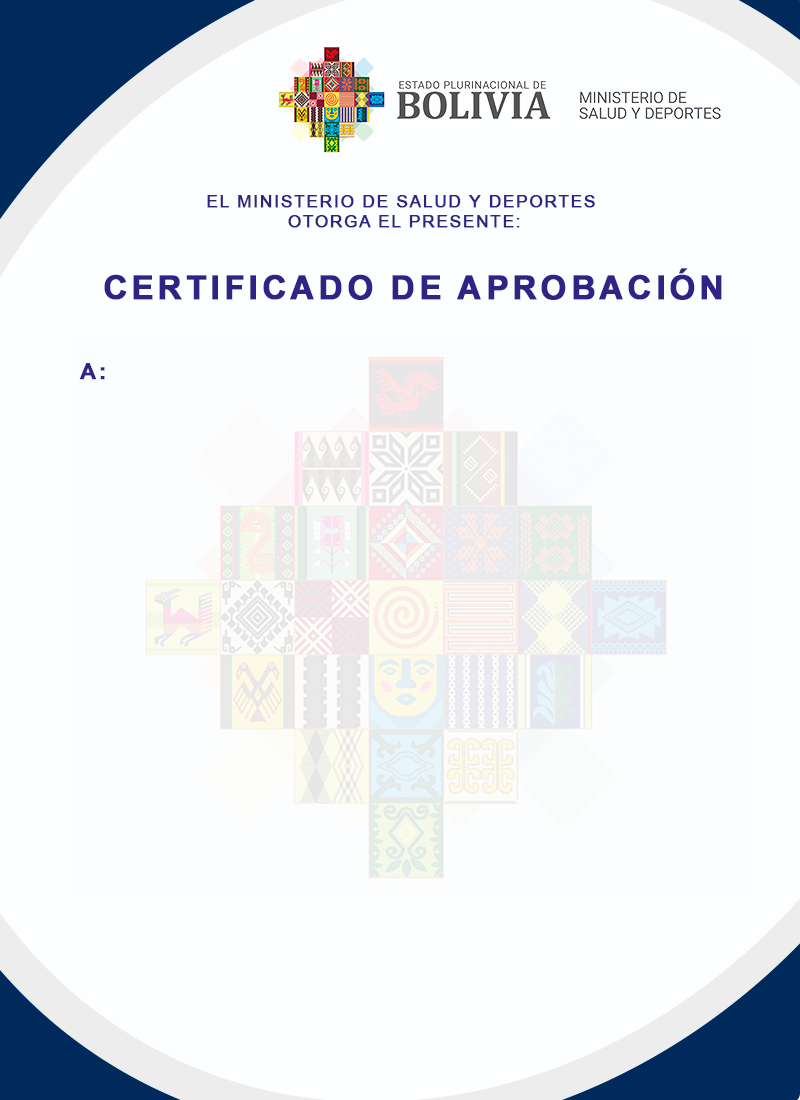 ESTADO PLURINACIONAL DE
BOLIVIA
MINISTERIO DE
SALUD Y DEPORTES
EL MINISTERIO DE SALUD Y DEPORTES
OTORGA EL PRESENTE:
CERTIFICADO DE APROBACIÓN
A: